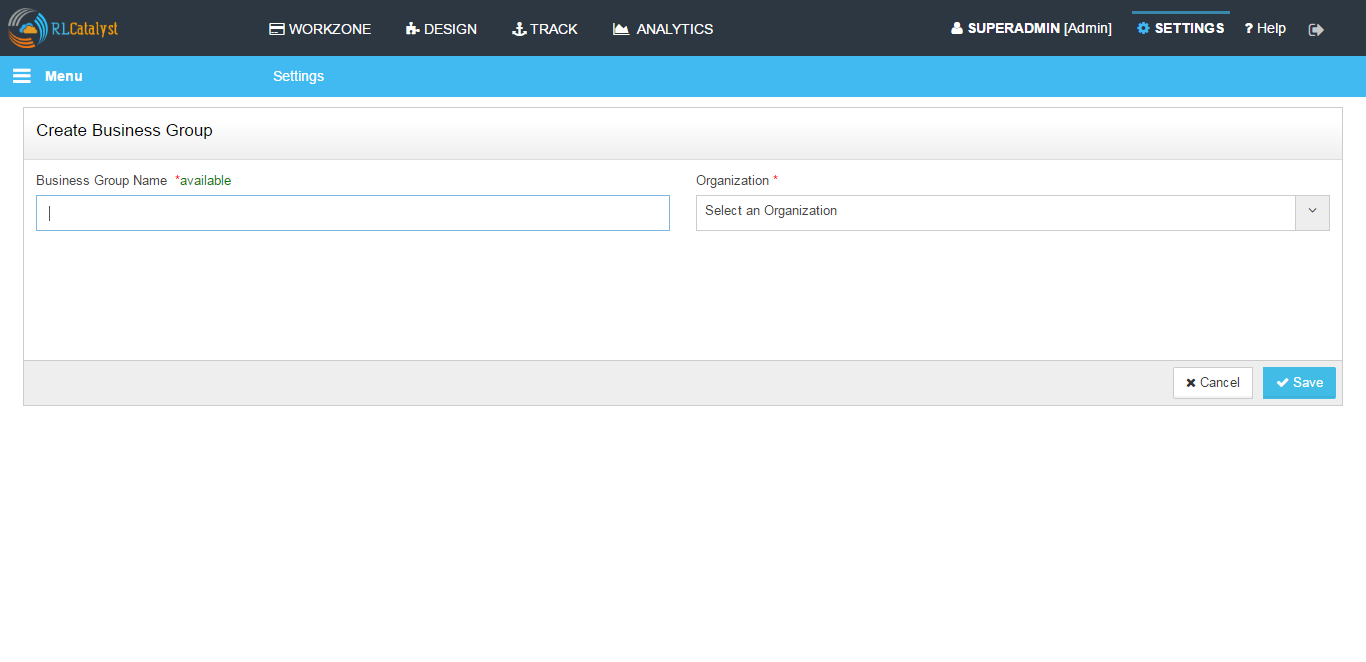 RLCatalyst WORKZONE DESIGN TRACK ANALYTICS SUPERADMIN [Admin] SETTINGS ? Help
Menu Settings
Create Business Group
Business Group Name *available Organization *
Select an Organization
Cancel Save